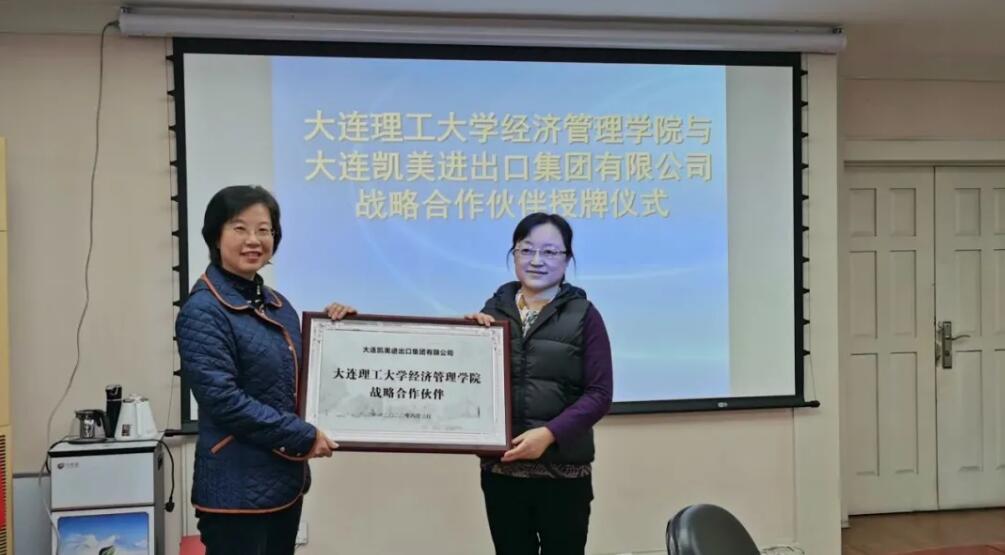 大连理工大学经济管理学院与
大连凯美进出口集团有限公司
战略合作伙伴授牌仪式
大连凯美进出口集团有限公司
大连理工大学经济管理学院
战略合作伙伴